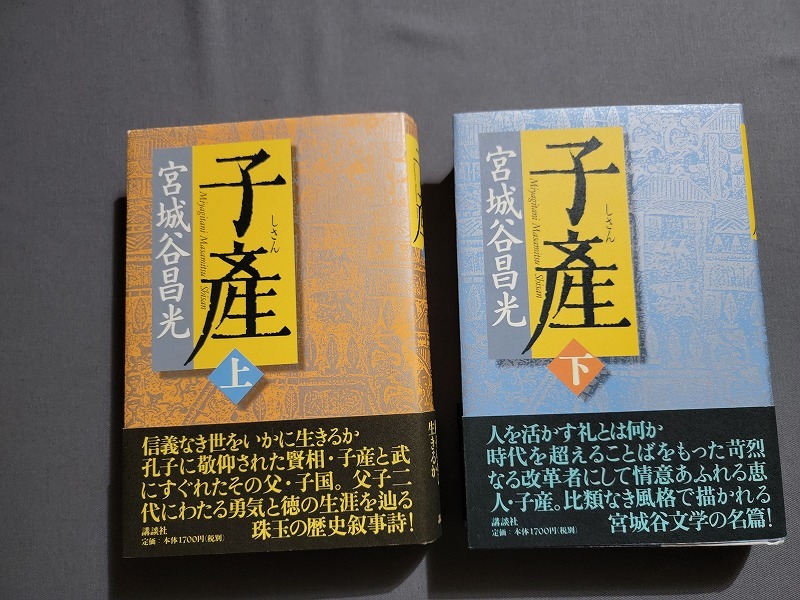 子産
しさん
Miyagitani Masamitsu Shisan
宮城谷昌光
上
信義なき世をいかに生きるか
孔子に敬仰された賢相・子産と武
にすぐれたその父・子国。父子二
代にわたる勇気と徳の生涯を辿る
珠玉の歴史叙事詩!
講談社
定価:本体1700円(税別)
子産
しさん
Miyagitani Masamitsu Shisan
宮城谷昌光
下
人を活かす礼とは何か
時代を超えることばをもった苛烈
なる改革者にして情意あふれる恵
人・子産。比類なき風格で描かれる
宮城谷文学の名篇!
講談社
定価:本体1700円(税別)